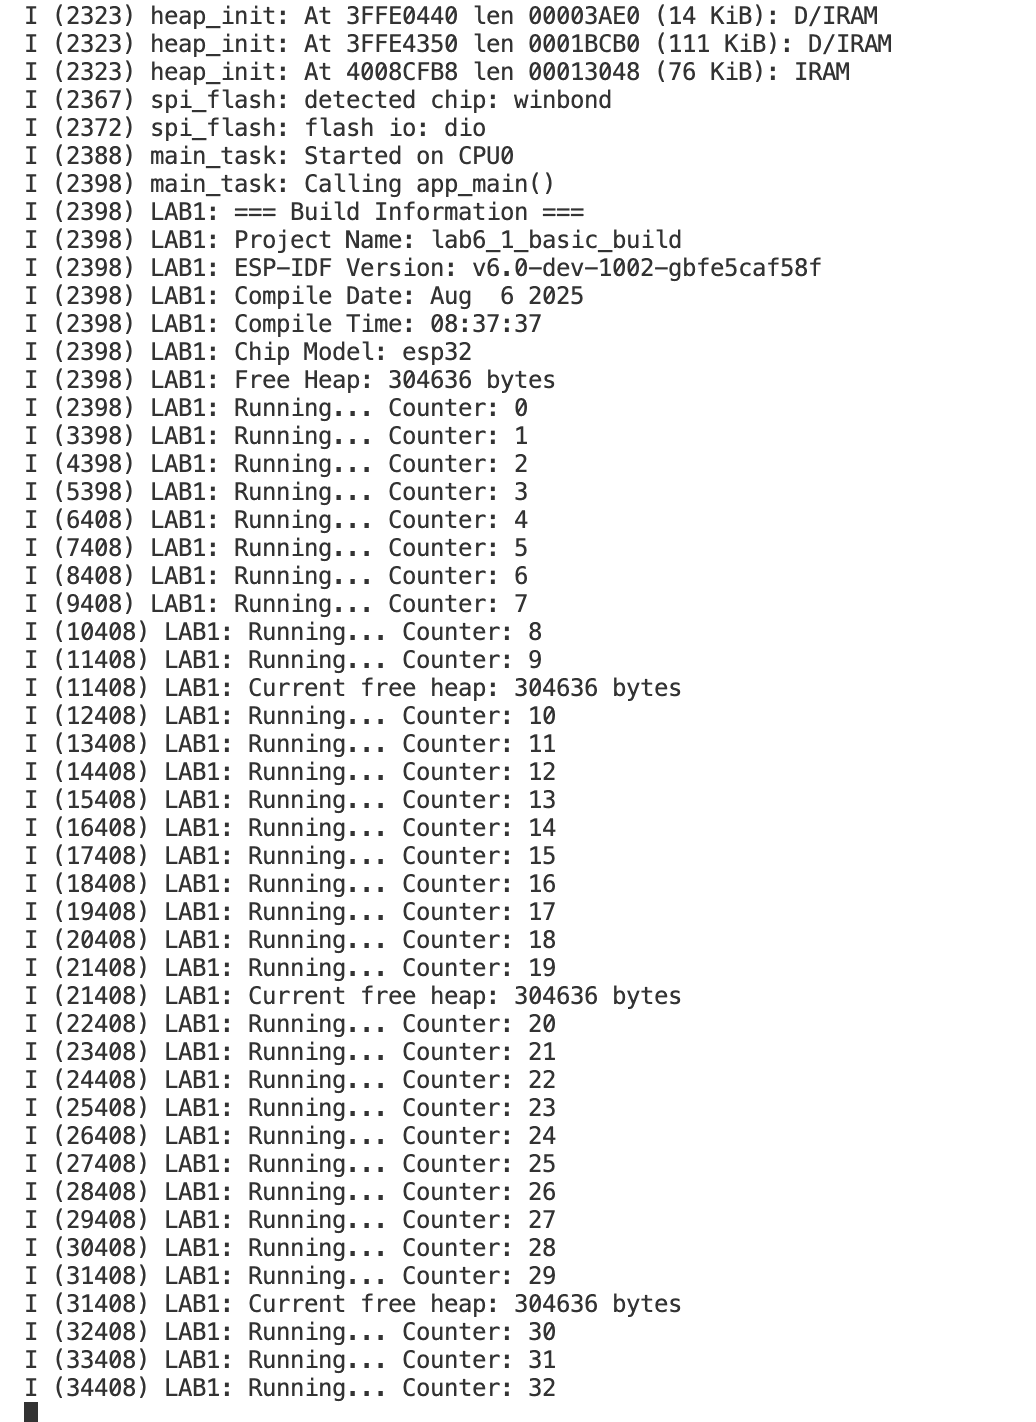 I (2323) heap_init: At 3FFE0440 len 00003AE0 (14 KiB): D/IRAM
I (2323) heap_init: At 3FFE4350 len 0001BCB0 (111 KiB): D/IRAM
I (2323) heap_init: At 4008CFB8 len 00013048 (76 KiB): IRAM
I (2367) spi_flash: detected chip: winbond
I (2372) spi_flash: flash io: dio
I (2388) main_task: Started on CPU0
I (2398) main_task: Calling app_main()
I (2398) LAB1: === Build Information ===
I (2398) LAB1: Project Name: lab6_1_basic_build
I (2398) LAB1: ESP-IDF Version: v6.0-dev-1002-gbfe5caf58f
I (2398) LAB1: Compile Date: Aug  6 2025
I (2398) LAB1: Compile Time: 08:37:37
I (2398) LAB1: Chip Model: esp32
I (2398) LAB1: Free Heap: 304636 bytes
I (2398) LAB1: Running... Counter: 0
I (3398) LAB1: Running... Counter: 1
I (4398) LAB1: Running... Counter: 2
I (5398) LAB1: Running... Counter: 3
I (6408) LAB1: Running... Counter: 4
I (7408) LAB1: Running... Counter: 5
I (8408) LAB1: Running... Counter: 6
I (9408) LAB1: Running... Counter: 7
I (10408) LAB1: Running... Counter: 8
I (11408) LAB1: Running... Counter: 9
I (11408) LAB1: Current free heap: 304636 bytes
I (12408) LAB1: Running... Counter: 10
I (13408) LAB1: Running... Counter: 11
I (14408) LAB1: Running... Counter: 12
I (15408) LAB1: Running... Counter: 13
I (16408) LAB1: Running... Counter: 14
I (17408) LAB1: Running... Counter: 15
I (18408) LAB1: Running... Counter: 16
I (19408) LAB1: Running... Counter: 17
I (20408) LAB1: Running... Counter: 18
I (21408) LAB1: Running... Counter: 19
I (21408) LAB1: Current free heap: 304636 bytes
I (22408) LAB1: Running... Counter: 20
I (23408) LAB1: Running... Counter: 21
I (24408) LAB1: Running... Counter: 22
I (25408) LAB1: Running... Counter: 23
I (26408) LAB1: Running... Counter: 24
I (27408) LAB1: Running... Counter: 25
I (28408) LAB1: Running... Counter: 26
I (29408) LAB1: Running... Counter: 27
I (30408) LAB1: Running... Counter: 28
I (31408) LAB1: Running... Counter: 29
I (31408) LAB1: Current free heap: 304636 bytes
I (32408) LAB1: Running... Counter: 30
I (33408) LAB1: Running... Counter: 31
I (34408) LAB1: Running... Counter: 32